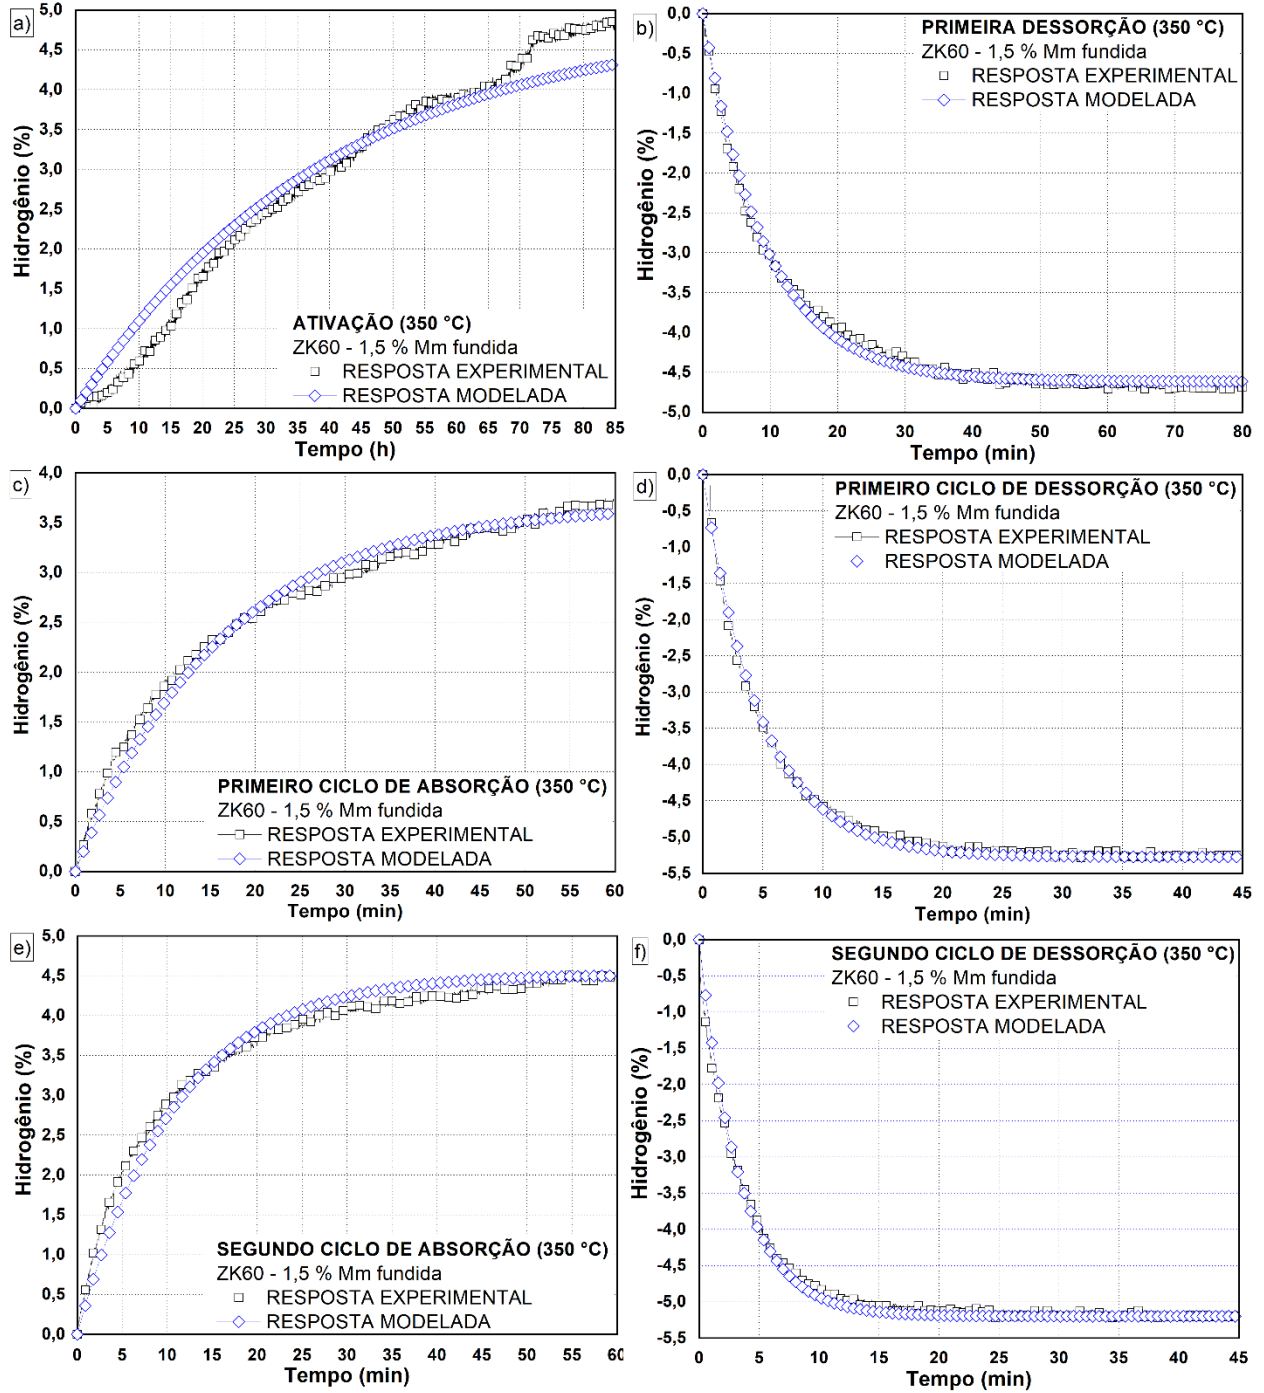 a)
5,0
4,5
4,0
3,5
3,0
2,5
2,0
1,5
1,0
0,5
0,0
Hidrogênio (%)
ATIVAÇÃO (350 °C)
ZK60 - 1,5 % Mm fundida
RESPOSTA EXPERIMENTAL
RESPOSTA MODELADA
0 5 10 15 20 25 30 35 40 45 50 55 60 65 70 75 80 85
Tempo (h)
b)
0,0
-0,5
-1,0
-1,5
-2,0
-2,5
-3,0
-3,5
-4,0
-4,5
-5,0
Hidrogênio (%)
PRIMEIRA DESSORÇÃO (350 °C)
ZK60 - 1,5 % Mm fundida
RESPOSTA EXPERIMENTAL
RESPOSTA MODELADA
0 10 20 30 40 50 60 70 80
Tempo (min)
c)
4,0
3,5
3,0
2,5
2,0
1,5
1,0
0,5
0,0
Hidrogênio (%)
PRIMEIRO CICLO DE ABSORÇÃO (350 °C)
ZK60 - 1,5 % Mm fundida
RESPOSTA EXPERIMENTAL
RESPOSTA MODELADA
0 5 10 15 20 25 30 35 40 45 50 55 60
Tempo (min)
d)
0,0
-0,5
-1,0
-1,5
-2,0
-2,5
-3,0
-3,5
-4,0
-4,5
-5,0
-5,5
Hidrogênio (%)
PRIMEIRO CICLO DE DESSORÇÃO (350 °C)
ZK60 - 1,5 % Mm fundida
RESPOSTA EXPERIMENTAL
RESPOSTA MODELADA
0 5 10 15 20 25 30 35 40 45
Tempo (min)
e)
5,0
4,5
4,0
3,5
3,0
2,5
2,0
1,5
1,0
0,5
0,0
Hidrogênio (%)
SEGUNDO CICLO DE ABSORÇÃO (350 °C)
ZK60 - 1,5 % Mm fundida
RESPOSTA EXPERIMENTAL
RESPOSTA MODELADA
0 5 10 15 20 25 30 35 40 45 50 55 60
Tempo (min)
f)
0,0
-0,5
-1,0
-1,5
-2,0
-2,5
-3,0
-3,5
-4,0
-4,5
-5,0
-5,5
Hidrogênio (%)
SEGUNDO CICLO DE DESSORÇÃO (350 °C)
ZK60 - 1,5 % Mm fundida
RESPOSTA EXPERIMENTAL
RESPOSTA MODELADA
0 5 10 15 20 25 30 35 40 45
Tempo (min)